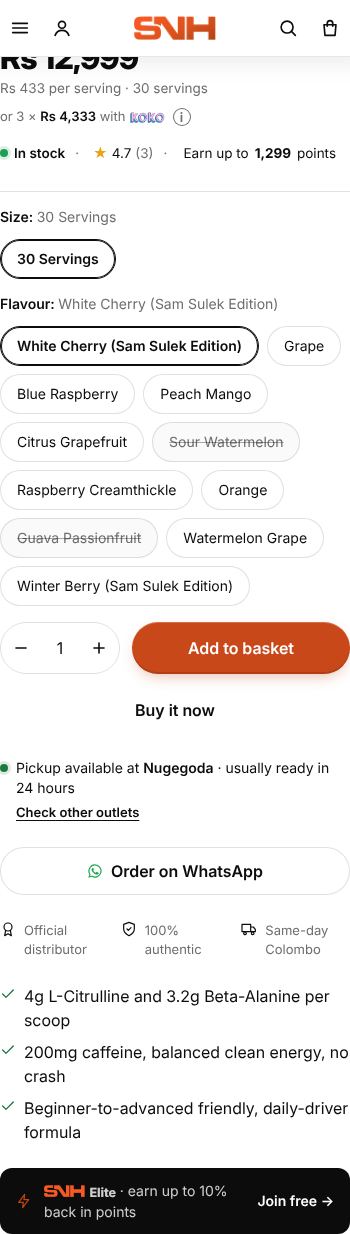 SNH
Rs 12,999
Rs 433 per serving · 30 servings
or 3 × Rs 4,333 with KOKO i
In stock · ★ 4.7 (3) · Earn up to 1,299 points
Size: 30 Servings
30 Servings
Flavour: White Cherry (Sam Sulek Edition)
White Cherry (Sam Sulek Edition) Grape
Blue Raspberry Peach Mango
Citrus Grapefruit Sour Watermelon
Raspberry Creamthickle Orange
Guava Passionfruit Watermelon Grape
Winter Berry (Sam Sulek Edition)
− 1 + Add to basket
Buy it now
Pickup available at Nugegoda · usually ready in
24 hours
Check other outlets
Order on WhatsApp
Official 100% Same-day
distributor authentic Colombo
4g L-Citrulline and 3.2g Beta-Alanine per
scoop
200mg caffeine, balanced clean energy, no
crash
Beginner-to-advanced friendly, daily-driver
formula
SNH Elite · earn up to 10%
back in points
Join free →